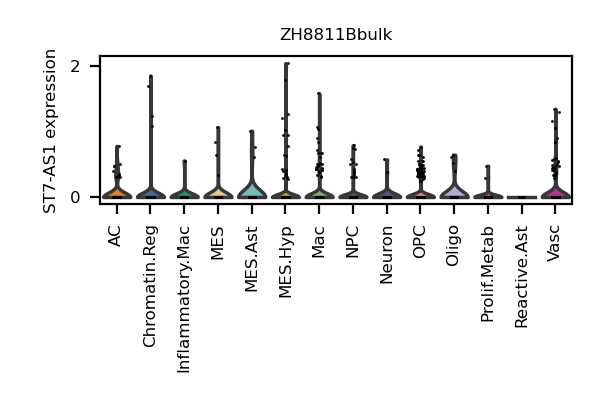 ZH8811Bbulk
ST7-AS1 expression
2
0
AC
Chromatin.Reg
Inflammatory.Mac
MES
MES.Ast
MES.Hyp
Mac
NPC
Neuron
OPC
Oligo
Prolif.Metab
Reactive.Ast
Vasc